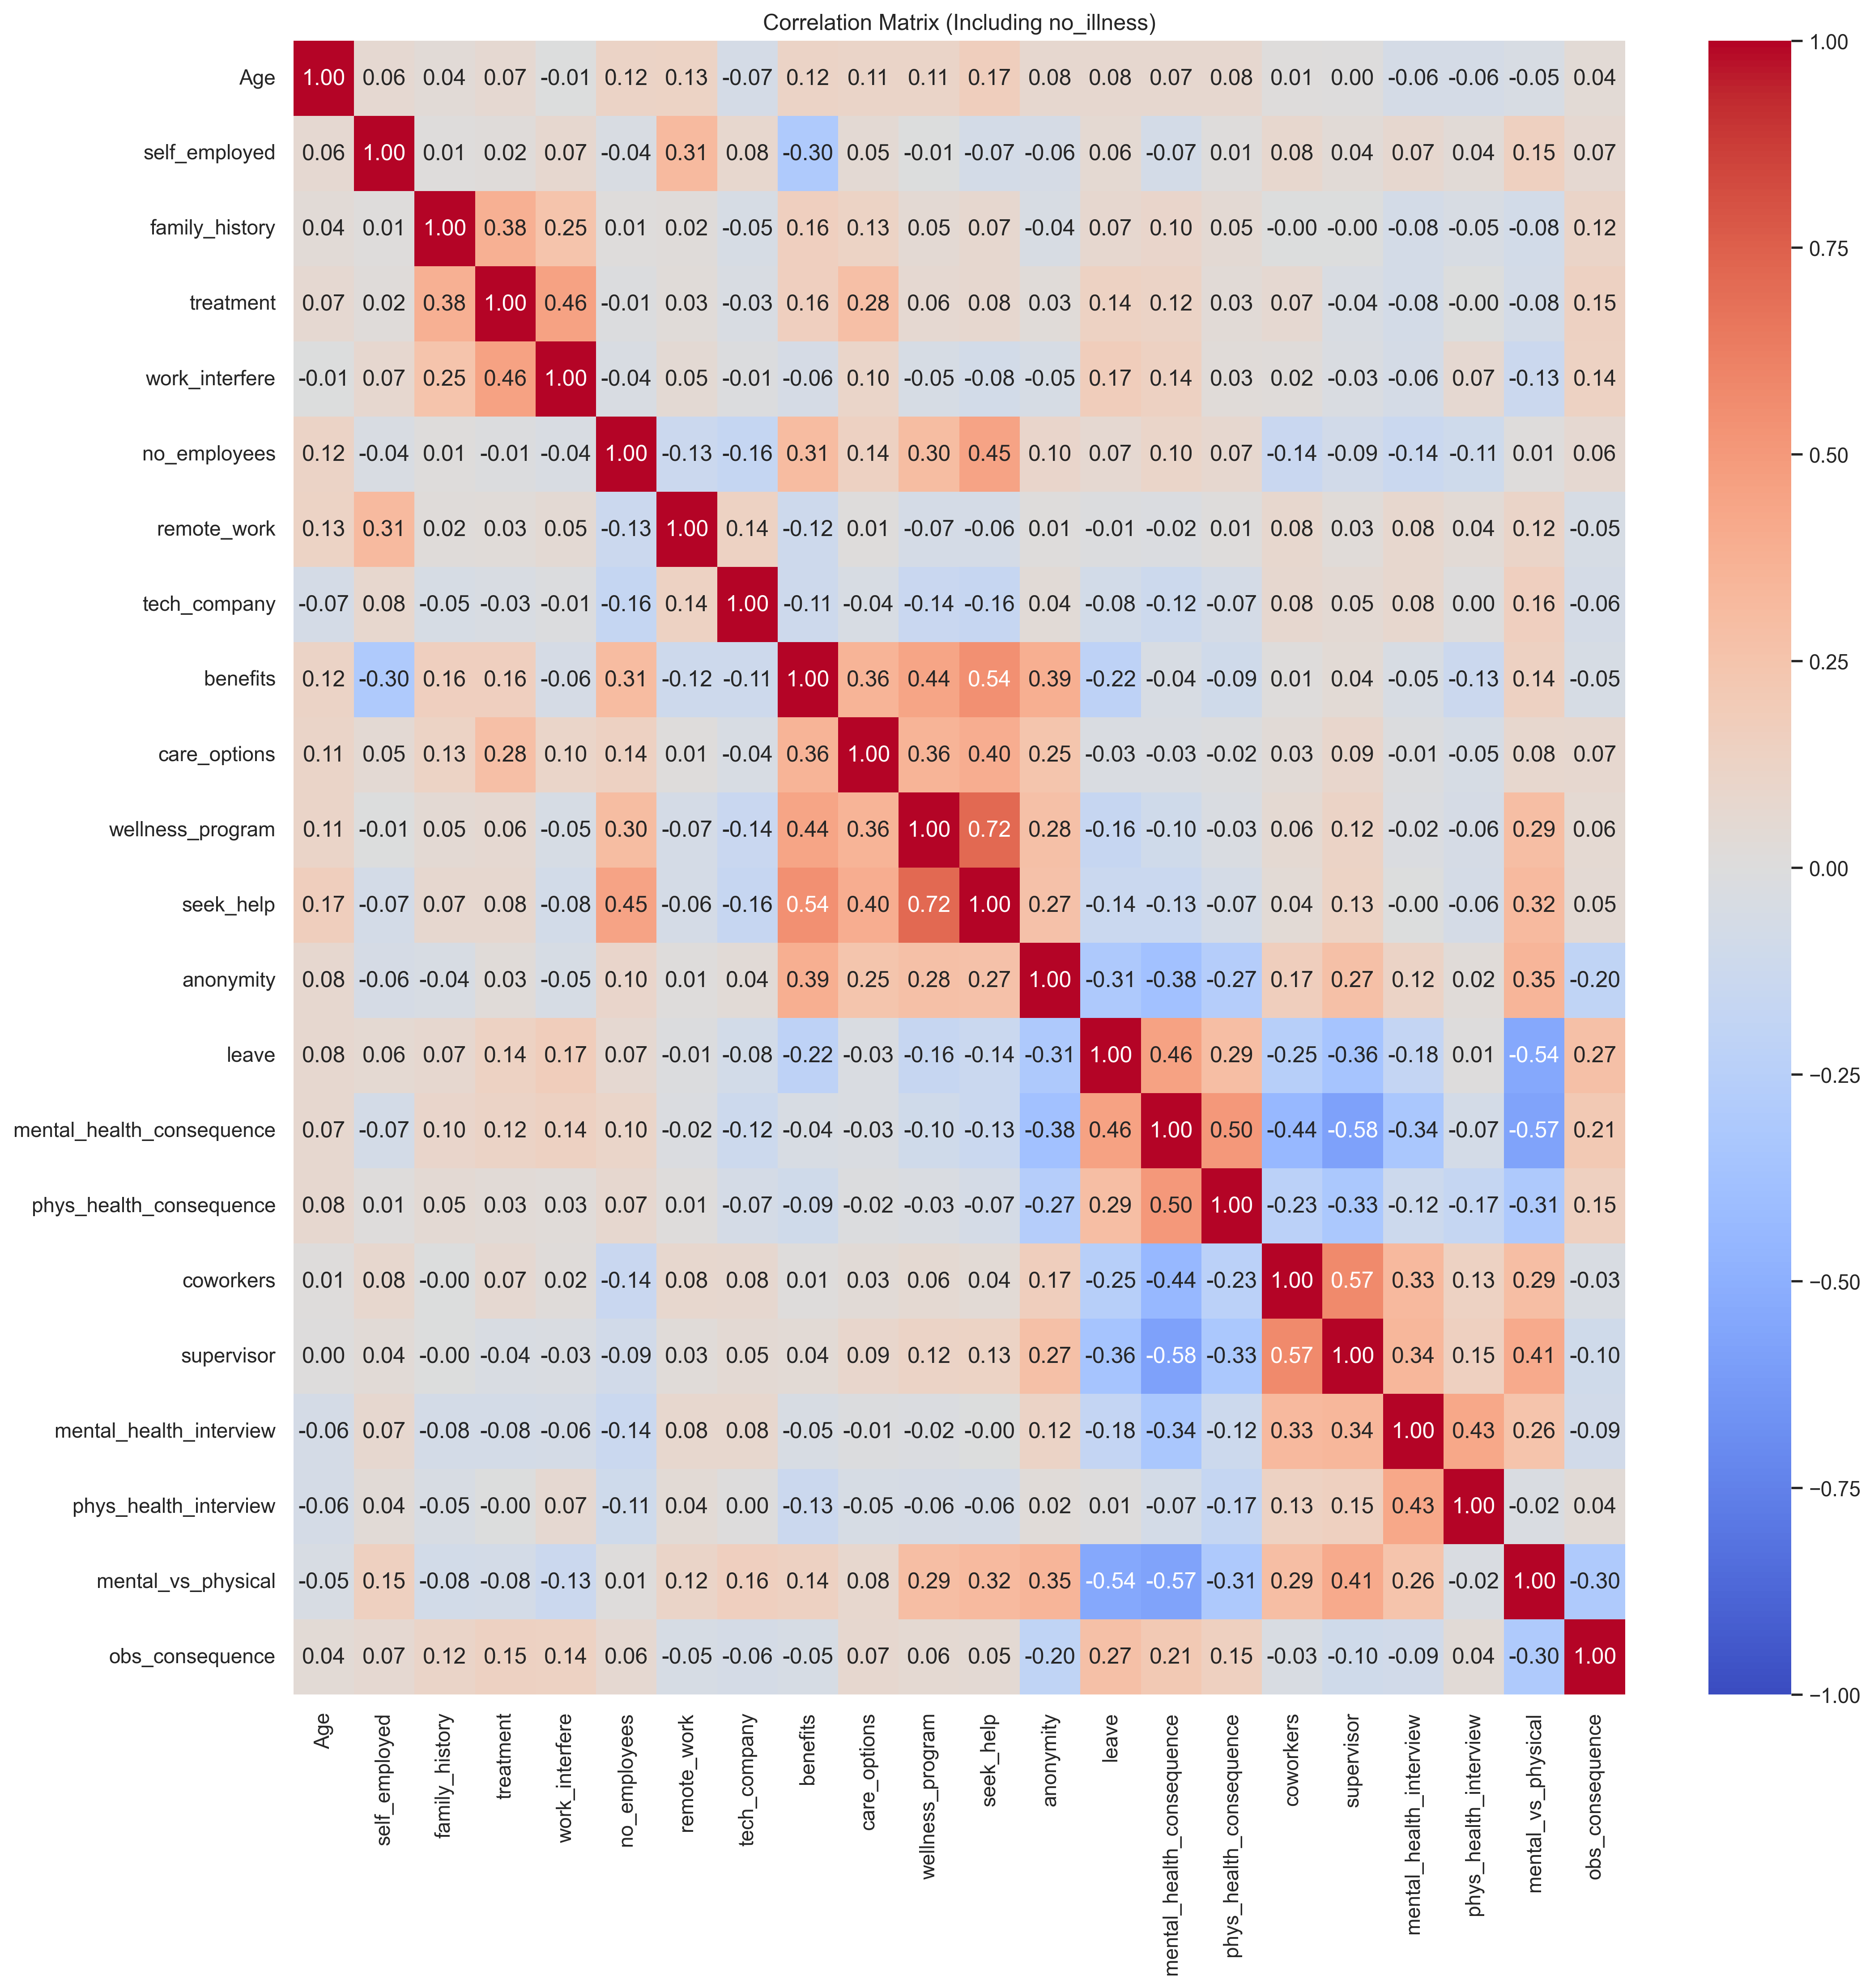 Correlation Matrix (Including no_illness)
Age 1.00 0.06 0.04 0.07 -0.01 0.12 0.13 -0.07 0.12 0.11 0.11 0.17 0.08 0.08 0.07 0.08 0.01 0.00 -0.06 -0.06 -0.05 0.04
self_employed 0.06 1.00 0.01 0.02 0.07 -0.04 0.31 0.08 -0.30 0.05 -0.01 -0.07 -0.06 0.06 -0.07 0.01 0.08 0.04 0.07 0.04 0.15 0.07
family_history 0.04 0.01 1.00 0.38 0.25 0.01 0.02 -0.05 0.16 0.13 0.05 0.07 -0.04 0.07 0.10 0.05 -0.00 -0.00 -0.08 -0.05 -0.08 0.12
treatment 0.07 0.02 0.38 1.00 0.46 -0.01 0.03 -0.03 0.16 0.28 0.06 0.08 0.03 0.14 0.12 0.03 0.07 -0.04 -0.08 -0.00 -0.08 0.15
work_interfere -0.01 0.07 0.25 0.46 1.00 -0.04 0.05 -0.01 -0.06 0.10 -0.05 -0.08 -0.05 0.17 0.14 0.03 0.02 -0.03 -0.06 0.07 -0.13 0.14
no_employees 0.12 -0.04 0.01 -0.01 -0.04 1.00 -0.13 -0.16 0.31 0.14 0.30 0.45 0.10 0.07 0.10 0.07 -0.14 -0.09 -0.14 -0.11 0.01 0.06
remote_work 0.13 0.31 0.02 0.03 0.05 -0.13 1.00 0.14 -0.12 0.01 -0.07 -0.06 0.01 -0.01 -0.02 0.01 0.08 0.03 0.08 0.04 0.12 -0.05
tech_company -0.07 0.08 -0.05 -0.03 -0.01 -0.16 0.14 1.00 -0.11 -0.04 -0.14 -0.16 0.04 -0.08 -0.12 -0.07 0.08 0.05 0.08 0.00 0.16 -0.06
benefits 0.12 -0.30 0.16 0.16 -0.06 0.31 -0.12 -0.11 1.00 0.36 0.44 0.54 0.39 -0.22 -0.04 -0.09 0.01 0.04 -0.05 -0.13 0.14 -0.05
care_options 0.11 0.05 0.13 0.28 0.10 0.14 0.01 -0.04 0.36 1.00 0.36 0.40 0.25 -0.03 -0.03 -0.02 0.03 0.09 -0.01 -0.05 0.08 0.07
wellness_program 0.11 -0.01 0.05 0.06 -0.05 0.30 -0.07 -0.14 0.44 0.36 1.00 0.72 0.28 -0.16 -0.10 -0.03 0.06 0.12 -0.02 -0.06 0.29 0.06
seek_help 0.17 -0.07 0.07 0.08 -0.08 0.45 -0.06 -0.16 0.54 0.40 0.72 1.00 0.27 -0.14 -0.13 -0.07 0.04 0.13 -0.00 -0.06 0.32 0.05
anonymity 0.08 -0.06 -0.04 0.03 -0.05 0.10 0.01 0.04 0.39 0.25 0.28 0.27 1.00 -0.31 -0.38 -0.27 0.17 0.27 0.12 0.02 0.35 -0.20
leave 0.08 0.06 0.07 0.14 0.17 0.07 -0.01 -0.08 -0.22 -0.03 -0.16 -0.14 -0.31 1.00 0.46 0.29 -0.25 -0.36 -0.18 0.01 -0.54 0.27
mental_health_consequence 0.07 -0.07 0.10 0.12 0.14 0.10 -0.02 -0.12 -0.04 -0.03 -0.10 -0.13 -0.38 0.46 1.00 0.50 -0.44 -0.58 -0.34 -0.07 -0.57 0.21
phys_health_consequence 0.08 0.01 0.05 0.03 0.03 0.07 0.01 -0.07 -0.09 -0.02 -0.03 -0.07 -0.27 0.29 0.50 1.00 -0.23 -0.33 -0.12 -0.17 -0.31 0.15
coworkers 0.01 0.08 -0.00 0.07 0.02 -0.14 0.08 0.08 0.01 0.03 0.06 0.04 0.17 -0.25 -0.44 -0.23 1.00 0.57 0.33 0.13 0.29 -0.03
supervisor 0.00 0.04 -0.00 -0.04 -0.03 -0.09 0.03 0.05 0.04 0.09 0.12 0.13 0.27 -0.36 -0.58 -0.33 0.57 1.00 0.34 0.15 0.41 -0.10
mental_health_interview -0.06 0.07 -0.08 -0.08 -0.06 -0.14 0.08 0.08 -0.05 -0.01 -0.02 -0.00 0.12 -0.18 -0.34 -0.12 0.33 0.34 1.00 0.43 0.26 -0.09
phys_health_interview -0.06 0.04 -0.05 -0.00 0.07 -0.11 0.04 0.00 -0.13 -0.05 -0.06 -0.06 0.02 0.01 -0.07 -0.17 0.13 0.15 0.43 1.00 -0.02 0.04
mental_vs_physical -0.05 0.15 -0.08 -0.08 -0.13 0.01 0.12 0.16 0.14 0.08 0.29 0.32 0.35 -0.54 -0.57 -0.31 0.29 0.41 0.26 -0.02 1.00 -0.30
obs_consequence 0.04 0.07 0.12 0.15 0.14 0.06 -0.05 -0.06 -0.05 0.07 0.06 0.05 -0.20 0.27 0.21 0.15 -0.03 -0.10 -0.09 0.04 -0.30 1.00
Age
self_employed
family_history
treatment
work_interfere
no_employees
remote_work
tech_company
benefits
care_options
wellness_program
seek_help
anonymity
leave
mental_health_consequence
phys_health_consequence
coworkers
supervisor
mental_health_interview
phys_health_interview
mental_vs_physical
obs_consequence
1.00
0.75
0.50
0.25
0.00
−0.25
−0.50
−0.75
−1.00